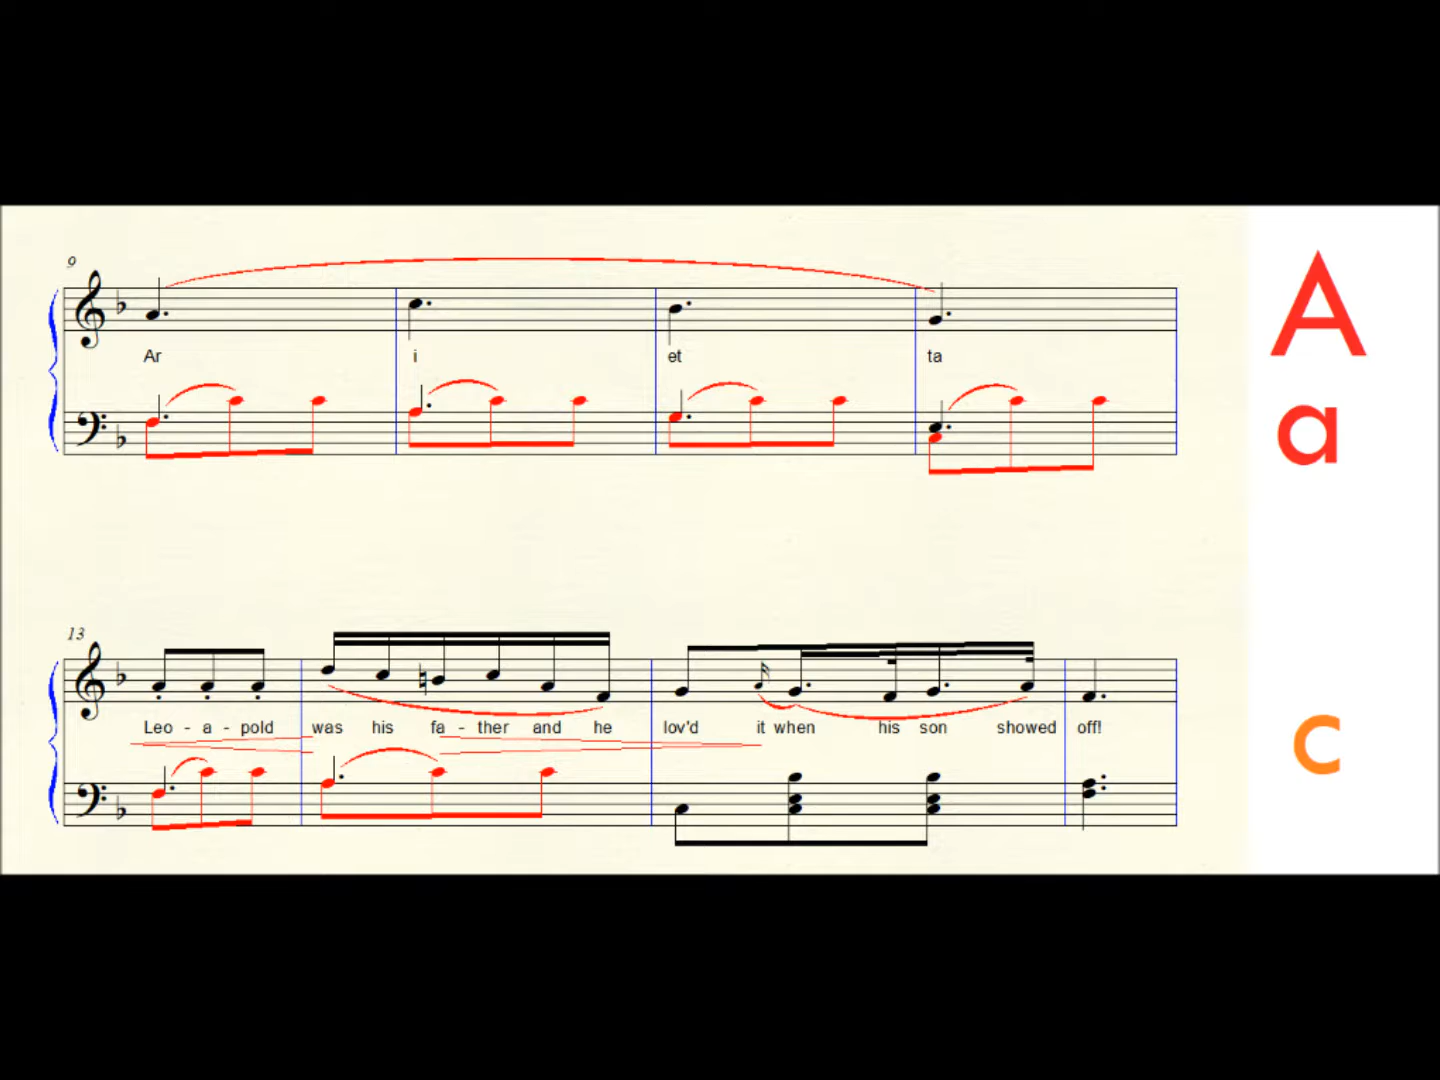 9
A
Ar i et ta
a
13
Leo - a - pold was his fa - ther and he lov'd it when his son showed off!
c